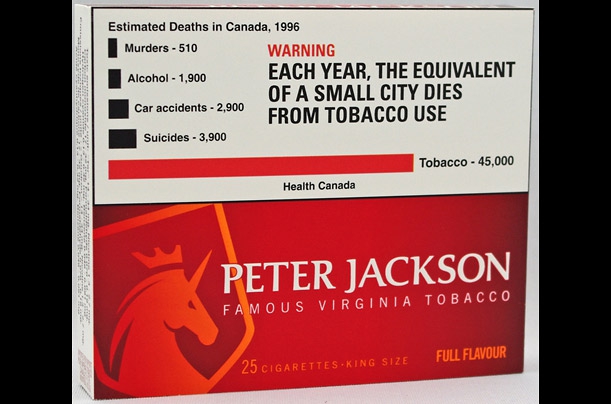 Estimated Deaths in Canada, 1996
Murders - 510
Alcohol - 1,900
Car accidents - 2,900
Suicides - 3,900
Tobacco - 45,000
WARNING
EACH YEAR, THE EQUIVALENT
OF A SMALL CITY DIES
FROM TOBACCO USE
Health Canada
PETER JACKSON
FAMOUS VIRGINIA TOBACCO
25 CIGARETTES-KING SIZE
FULL FLAVOUR